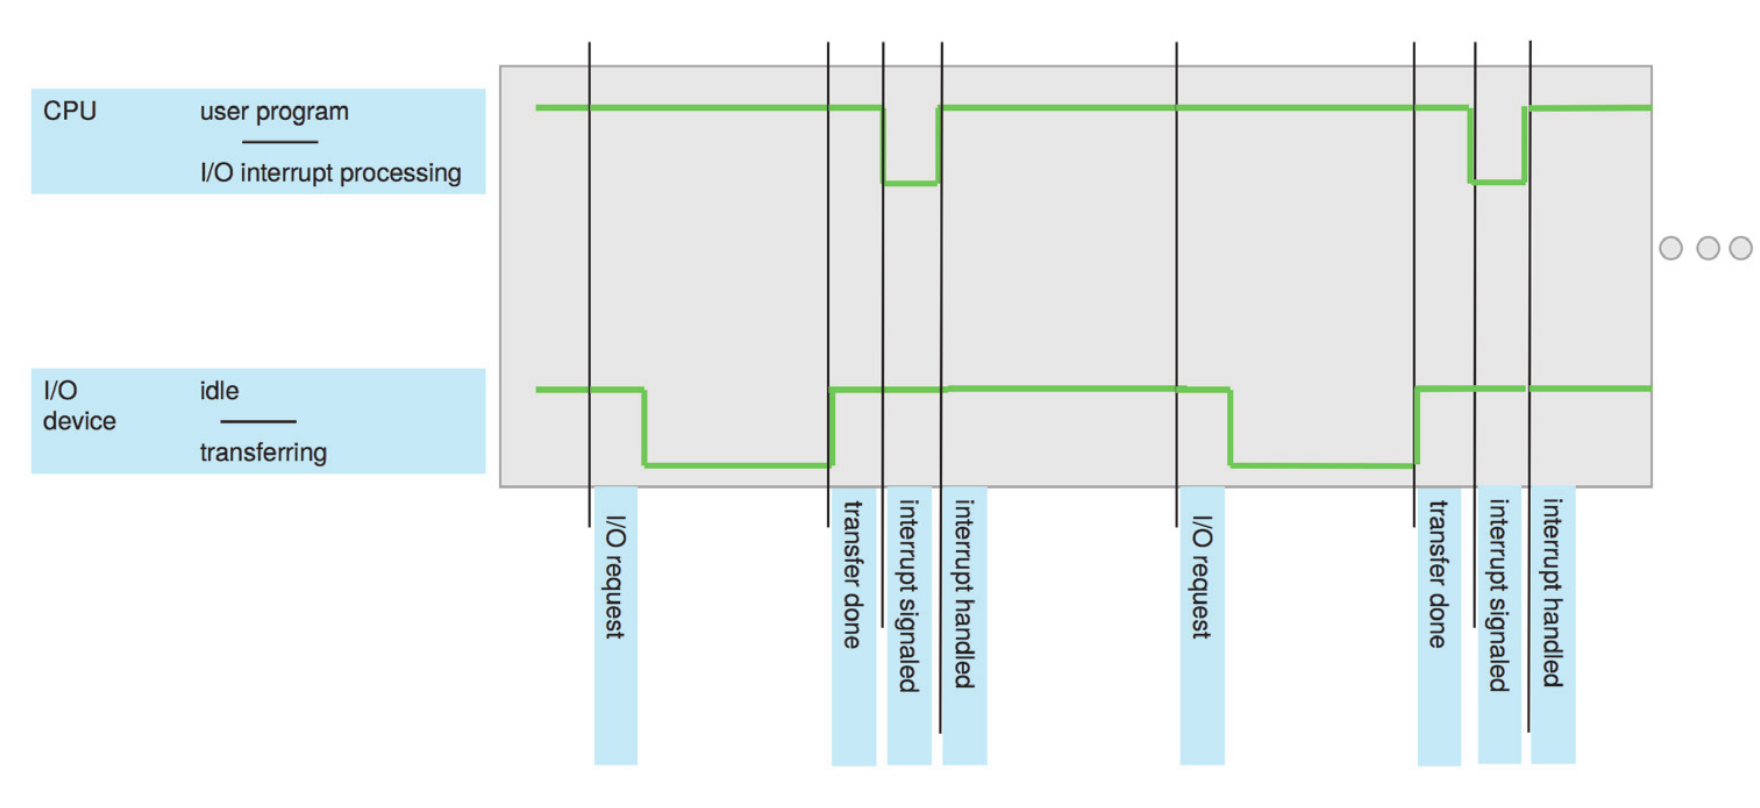 CPU
user program
I/O interrupt processing
I/O
device
idle
transferring
I/O request
transfer done
interrupt signaled
interrupt handled
I/O request
transfer done
interrupt signaled
interrupt handled